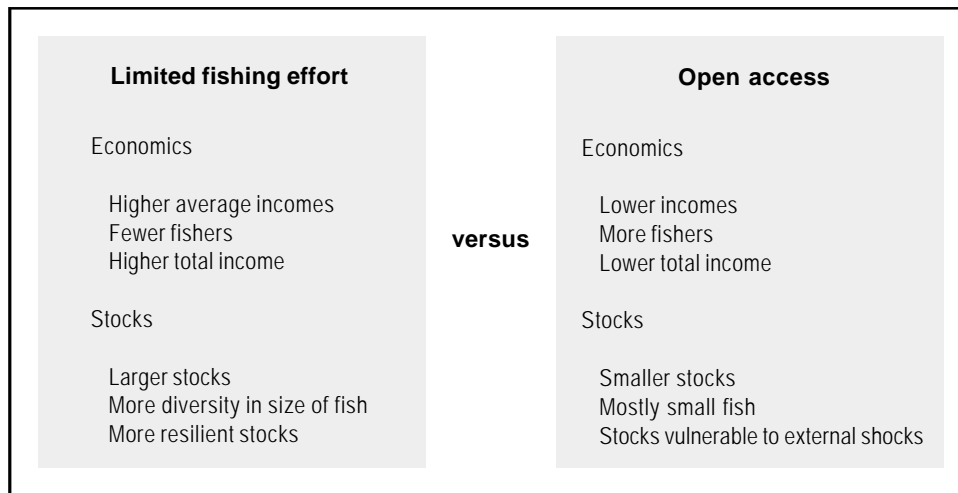 Limited fishing effort
Economics
Higher average incomes
Fewer fishers
Higher total income
Stocks
Larger stocks
More diversity in size of fish
More resilient stocks
versus
Open access
Economics
Lower incomes
More fishers
Lower total income
Stocks
Smaller stocks
Mostly small fish
Stocks vulnerable to external shocks